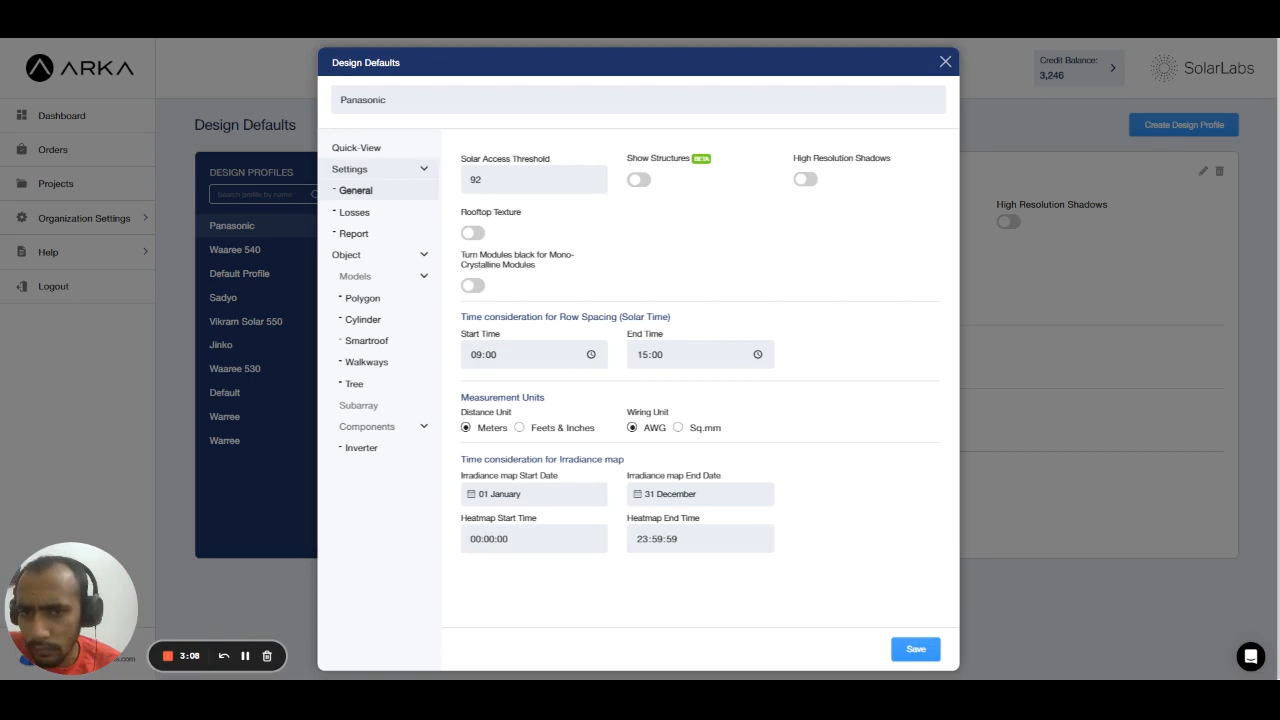 ARKA
Credit Balance:
3,246
SolarLabs
Dashboard
Orders
Projects
Organization Settings
Help
Logout
Design Defaults
Create Design Profile
DESIGN PROFILES
Search profile by name
Panasonic
Waaree 540
Default Profile
Sadyo
Vikram Solar 550
Jinko
Waaree 530
Default
Warree
Warree
High Resolution Shadows
Design Defaults
Panasonic
Quick-View
Settings
- General
- Losses
- Report
Object
Models
- Polygon
- Cylinder
- Smartroof
- Walkways
- Tree
Subarray
Components
- Inverter
Solar Access Threshold
92
Show Structures BETA
High Resolution Shadows
Rooftop Texture
Turn Modules black for Mono-
Crystalline Modules
Time consideration for Row Spacing (Solar Time)
Start Time
09:00
End Time
15:00
Measurement Units
Distance Unit
Meters Feets & Inches
Wiring Unit
AWG Sq.mm
Time consideration for Irradiance map
Irradiance map Start Date
01 January
Irradiance map End Date
31 December
Heatmap Start Time
00:00:00
Heatmap End Time
23:59:59
Save
3:08